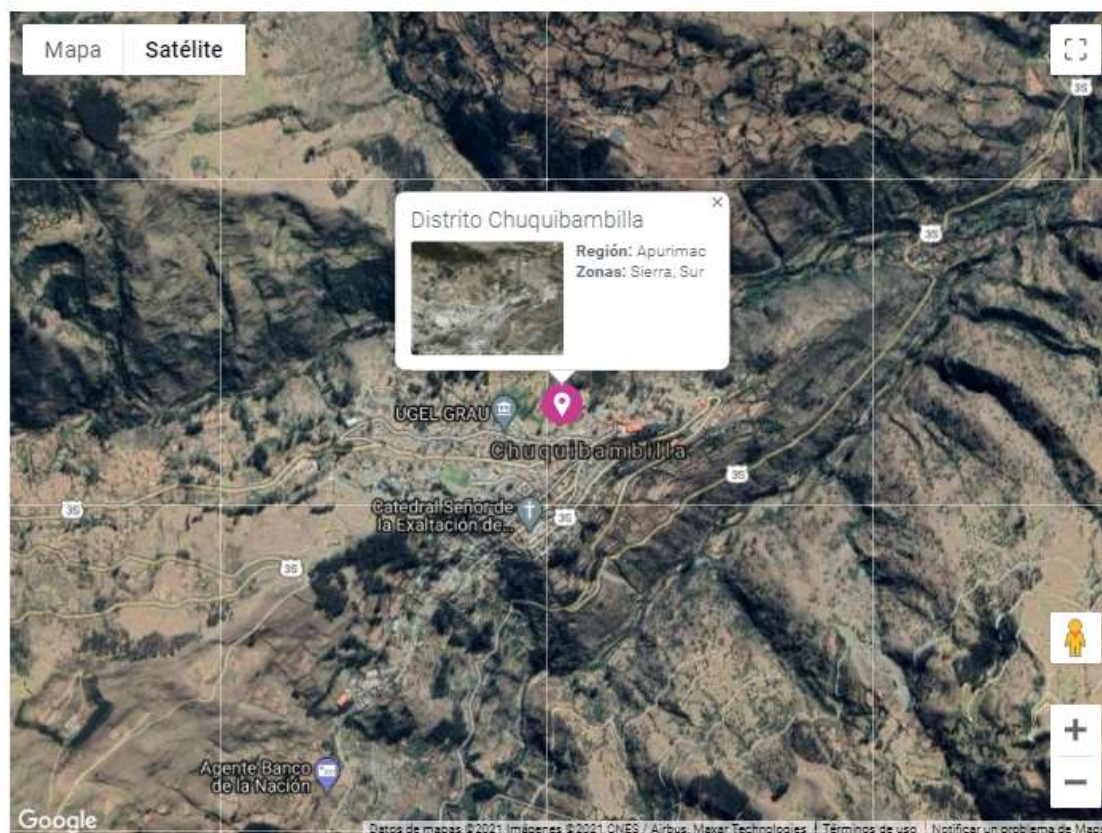 Mapa
Satélite
3S
3S
Distrito Chuquibambilla
Región: Apurimac
Zonas: Sierra, Sur
UGEL GRAU
Chuquibambilla
3S
3S
Catedral Señor de
la Exaltación de...
3S
3S
Agente Banco
de la Nación
Google
Datos de mapas ©2021 Imágenes ©2021 CNES / Airbus, Maxar Technologies
Términos de uso
Notificar un problema de Maps